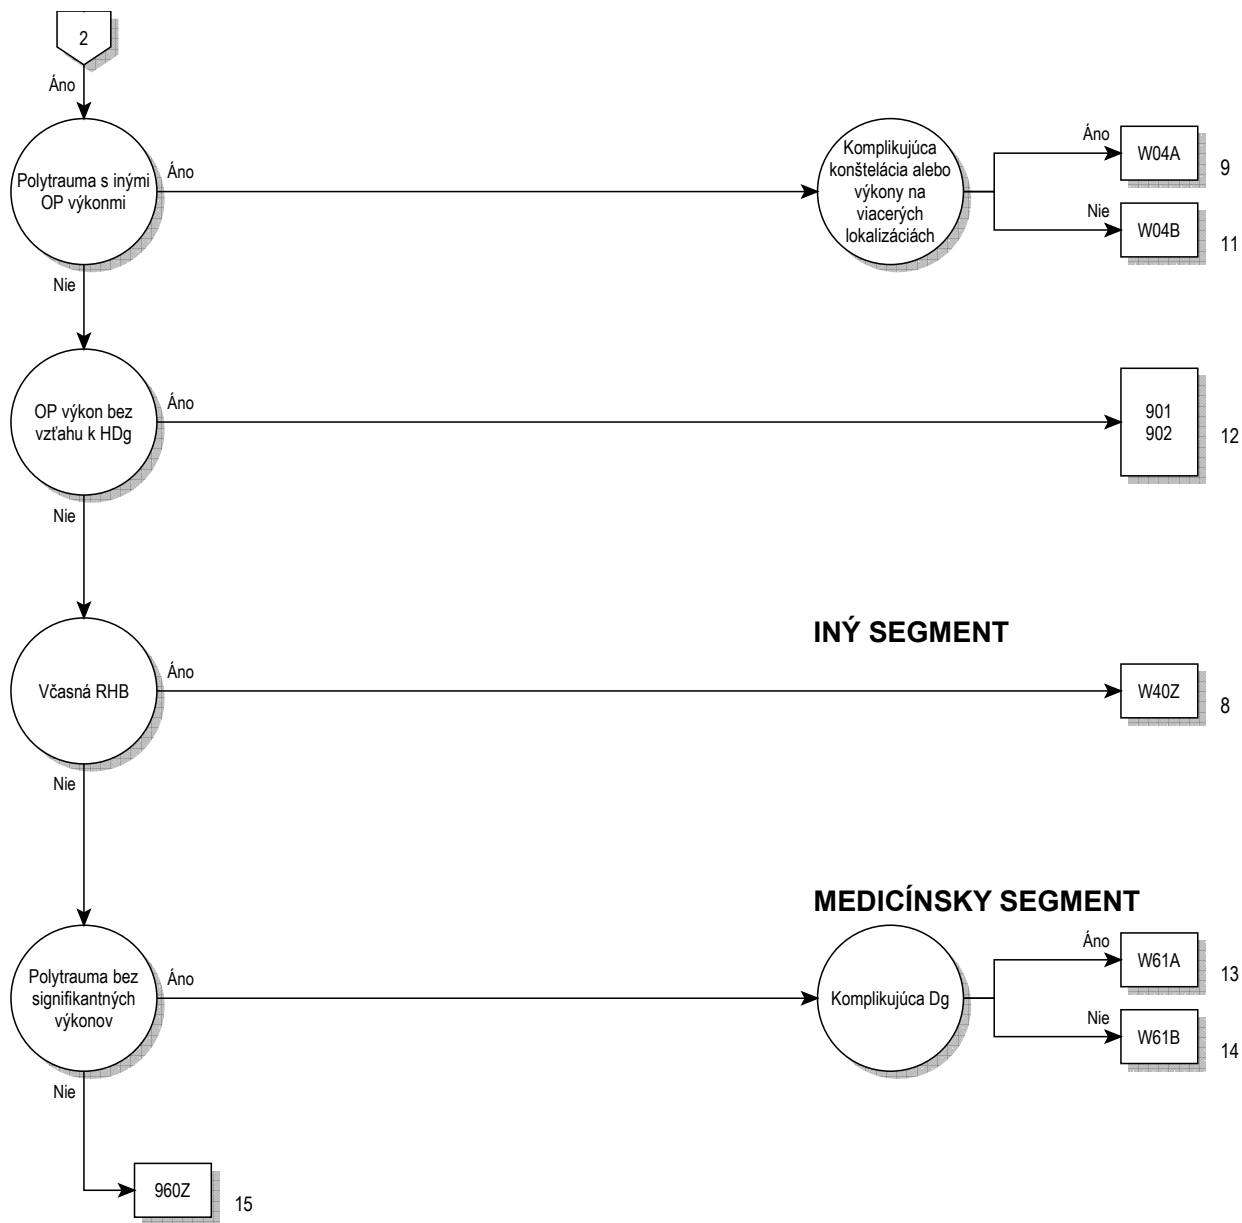 2
Áno
Polytrauma s inými
OP výkonmi
Áno
Komplikujúca
konštelácia alebo
výkony na
viacerých
lokalizáciách
Áno
W04A
9
Nie
W04B
11
Nie
OP výkon bez
vzťahu k HDg
Áno
901
902
12
Nie
INÝ SEGMENT
Včasná RHB
Áno
W40Z
8
Nie
MEDICÍNSKY SEGMENT
Polytrauma bez
signifikantných
výkonov
Áno
Komplikujúca Dg
Áno
W61A
13
Nie
W61B
14
Nie
960Z
15